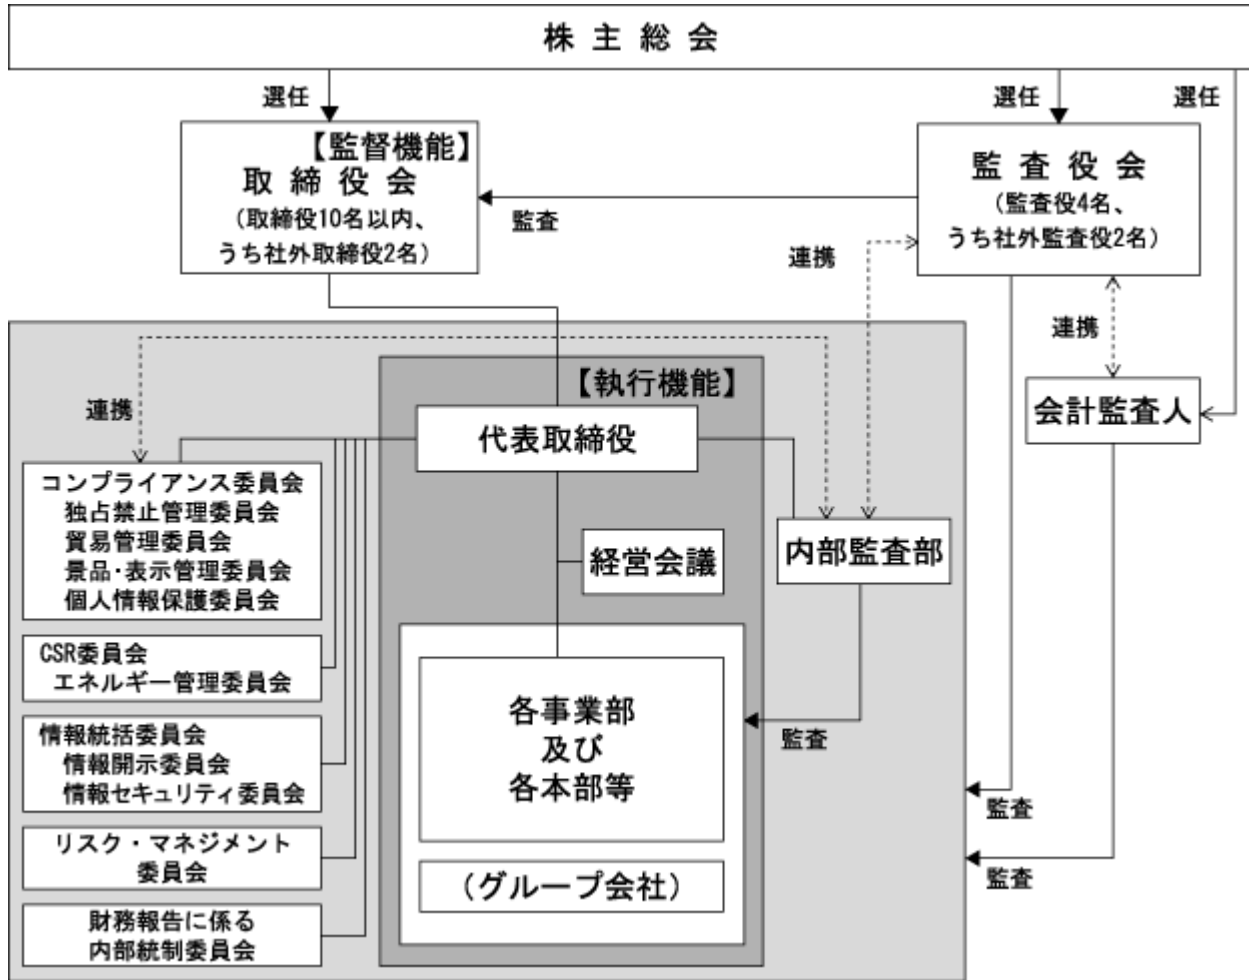 株主総会
選任
選任
選任
【監督機能】
取締役会
(取締役10名以内、
うち社外取締役2名)
監査
監査役会
(監査役4名、
うち社外監査役2名)
連携
連携
会計監査人
【執行機能】
代表取締役
連携
コンプライアンス委員会
独占禁止管理委員会
貿易管理委員会
景品・表示管理委員会
個人情報保護委員会
経営会議
内部監査部
CSR委員会
エネルギー管理委員会
各事業部
及び
各本部等
監査
情報統括委員会
情報開示委員会
情報セキュリティ委員会
監査
リスク・マネジメント
委員会
(グループ会社)
監査
財務報告に係る
内部統制委員会